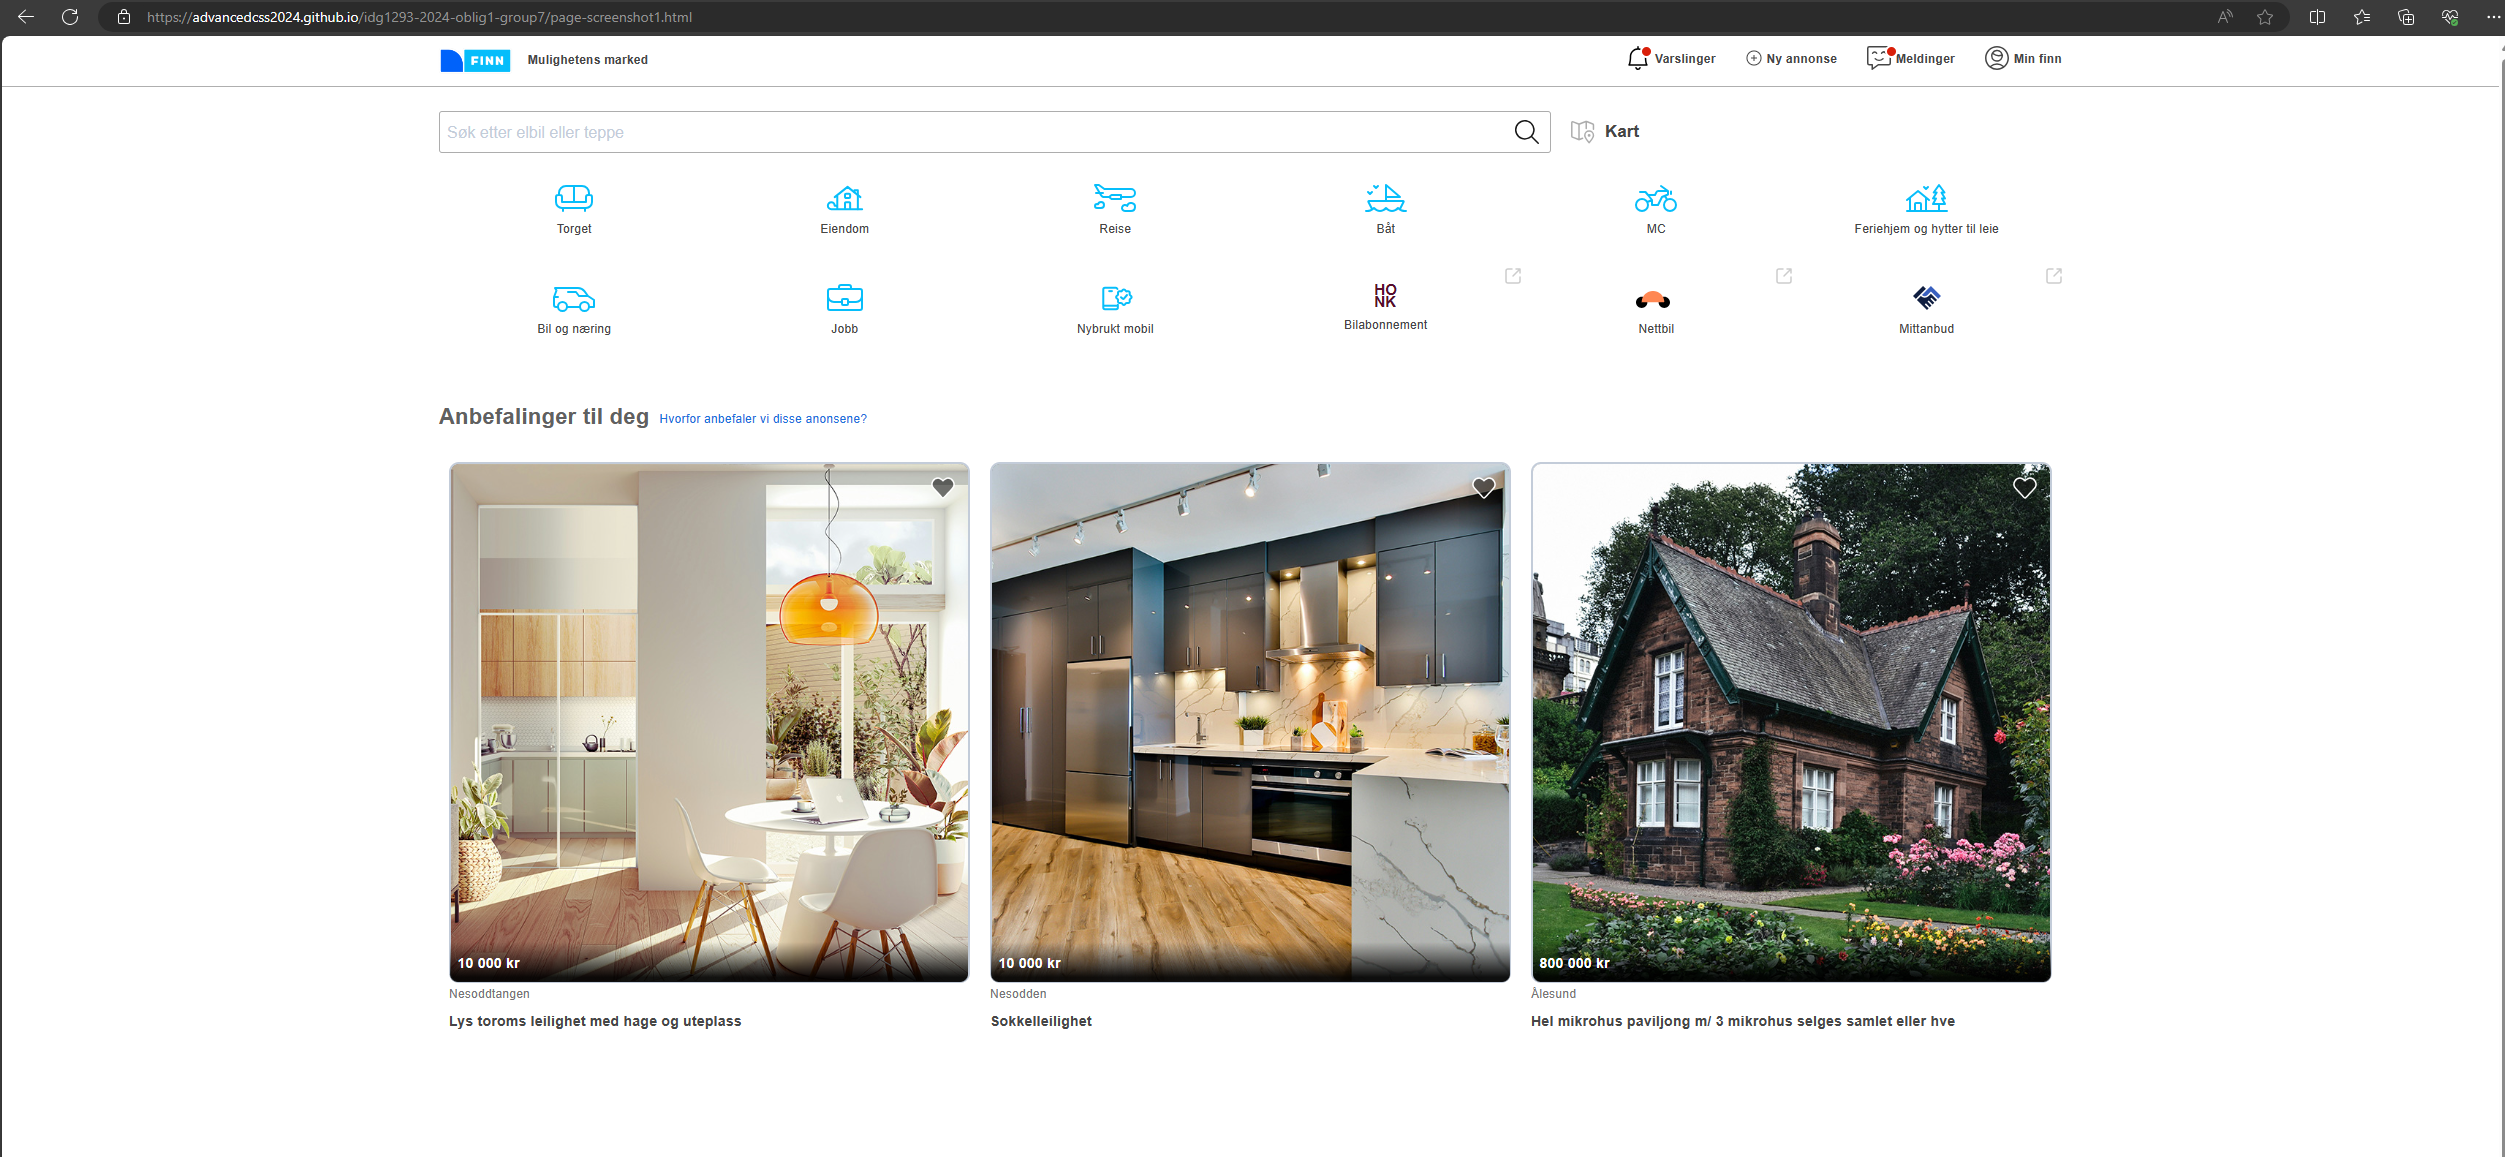 https://advancedcss2024.github.io/idg1293-2024-oblig1-group7/page-screenshot1.html
FINN Mulighetens marked Varslinger Ny annonse Meldinger Min finn
Søk etter elbil eller teppe Kart
Torget Eiendom Reise Båt MC Feriehjem og hytter til leie
HO
NK
Bil og næring Jobb Nybrukt mobil Bilabonnement Nettbil Mittanbud
Anbefalinger til deg Hvorfor anbefaler vi disse anonsene?
10 000 kr 10 000 kr 800 000 kr
Nesoddtangen Nesodden Ålesund
Lys toroms leilighet med hage og uteplass Sokkelleilighet Hel mikrohus paviljong m/ 3 mikrohus selges samlet eller hve